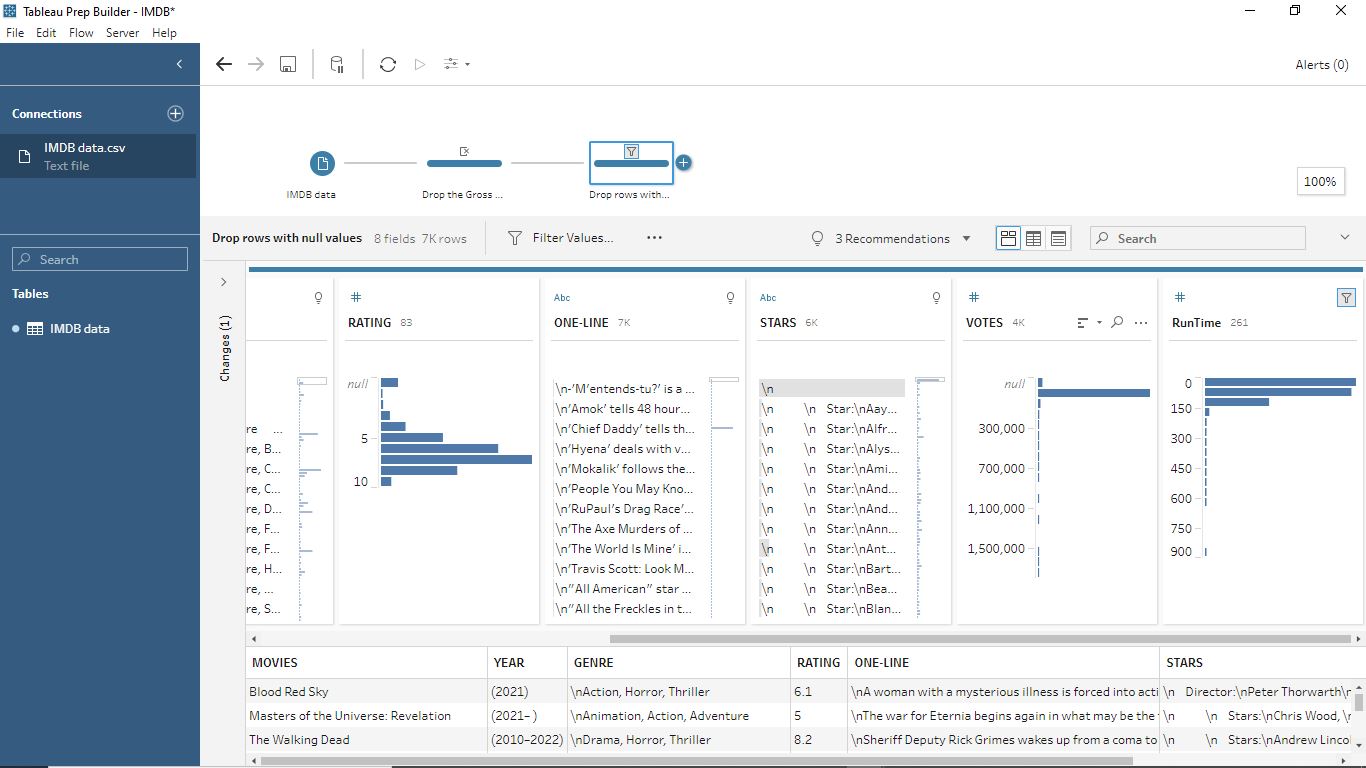 Tableau Prep Builder - IMDB*
File Edit Flow Server Help
Alerts (0)
Connections
IMDB data.csv
Text file
Search
Tables
IMDB data
IMDB data
Drop the Gross ...
Drop rows with...
100%
Drop rows with null values 8 fields 7K rows
Filter Values...
3 Recommendations
Search
Changes (1)
re ...
re, B...
re, C...
re, C...
re, D...
re, F...
re, F...
re, H...
re, ...
re, S...
#
RATING 83
null
5
10
Abc
ONE-LINE 7K
\n-’M’entends-tu?’ is a ...
\n’Amok’ tells 48 hour...
\n’Chief Daddy’ tells th...
\n’Hyena’ deals with v...
\n’Mokalik’ follows the...
\n’People You May Kno...
\n’RuPaul’s Drag Race’...
\n’The Axe Murders of ...
\n’The World Is Mine’ i...
\n’Travis Scott: Look M...
\n”All American” star ...
\n”All the Freckles in t...
Abc
STARS 6K
\n
\n \n Star:\nAay...
\n \n Star:\nAlfr...
\n \n Star:\nAlys...
\n \n Star:\nAmi...
\n \n Star:\nAnd...
\n \n Star:\nAnd...
\n \n Star:\nAnn...
\n \n Star:\nAnt...
\n \n Star:\nBart...
\n \n Star:\nBea...
\n \n Star:\nBlan...
#
VOTES 4K
null
300,000
700,000
1,100,000
1,500,000
#
RunTime 261
0
150
300
450
600
750
900
MOVIES YEAR GENRE RATING ONE-LINE STARS
Blood Red Sky (2021) \nAction, Horror, Thriller 6.1 \nA woman with a mysterious illness is forced into acti \n Director:\nPeter Thorwarth\n
Masters of the Universe: Revelation (2021– ) \nAnimation, Action, Adventure 5 \nThe war for Eternia begins again in what may be the \n \n Stars:\nChris Wood, \
The Walking Dead (2010–2022) \nDrama, Horror, Thriller 8.2 \nSheriff Deputy Rick Grimes wakes up from a coma to \n \n Stars:\nAndrew Linco